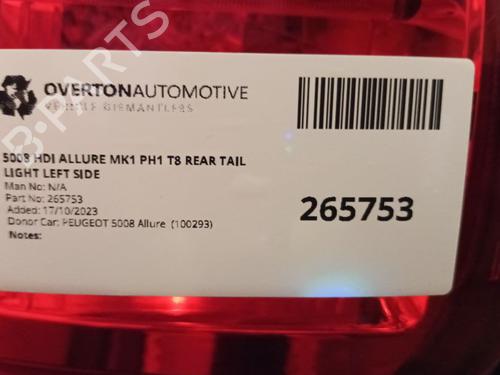 OVERTONAUTOMOTIVE
VEHICLE DISMANTLERS
5008 HDI ALLURE MK1 PH1 T8 REAR TAIL
LIGHT LEFT SIDE
Man No: N/A
Part No: 265753
Added: 17/10/2023
Donor Car: PEUGEOT 5008 Allure (100293)
Notes:
265753
B-PARTS